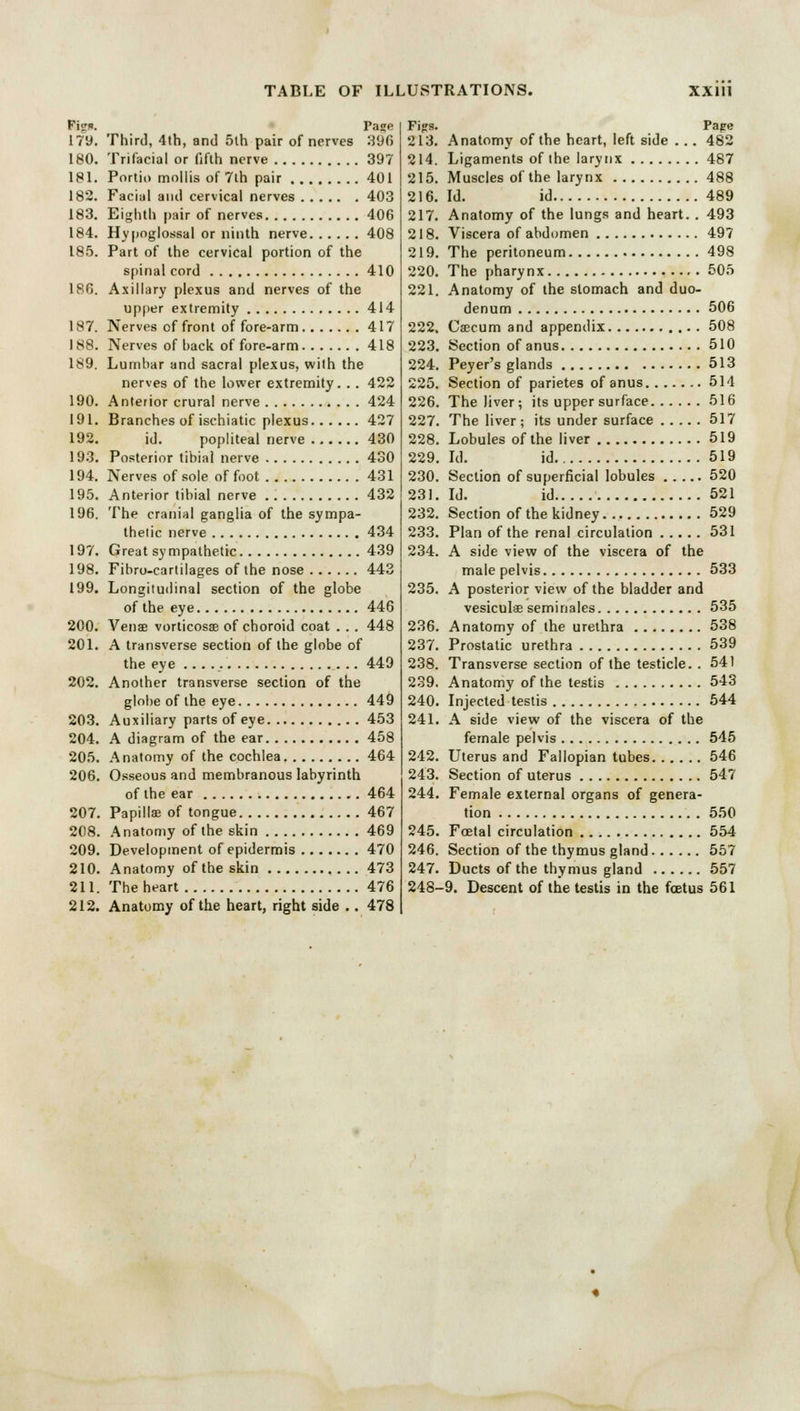 TABLE OF ILLUSTRATIONS. xxiii
Figs. Page
179. Third, 4th, and 5th pair of nerves 396
180. Trifacial or fifth nerve .......... 397
181. Portio mollis of 7th pair ........ 401
182. Facial and cervical nerves ...... 403
183. Eighth pair of nerves........... 406
184. Hypoglossal or ninth nerve...... 408
185. Part of the cervical portion of the
spinal cord ................. 410
186. Axillary plexus and nerves of the
upper extremity ............. 414
187. Nerves of front of fore-arm....... 417
188. Nerves of back of fore-arm....... 418
189. Lumbar and sacral plexus, with the
nerves of the lower extremity... 422
190. Anterior crural nerve ........... 424
191. Branches of ischiatic plexus...... 427
192. id. popliteal nerve ...... 430
193. Posterior tibial nerve ........... 430
194. Nerves of sole of foot ........... 431
195. Anterior tibial nerve ........... 432
196. The cranial ganglia of the sympa-
thetic nerve ................. 434
197. Great sympathetic.............. 439
198. Fibro-cartilages of the nose ...... 443
199. Longitudinal section of the globe
of the eye................... 446
200. Venæ vorticosæ of choroid coat ... 448
201. A transverse section of the globe of
the eye .................... 449
202. Another transverse section of the
globe of the eye.............. 449
203. Auxiliary parts of eye........... 453
204. A diagram of the ear........... 458
205. Anatomy of the cochlea......... 464
206. Osseous and membranous labyrinth
of the ear .................. 464
207. Papillæ of tongue.............. 467
208. Anatomy of the skin ........... 469
209. Development of epidermis ....... 470
210. Anatomy of the skin ........... 473
211. The heart .................... 476
212. Anatomy of the heart, right side .. 478
Figs. Page
213. Anatomy of the heart, left side ... 482
214. Ligaments of the larynx ........ 487
215. Muscles of the larynx .......... 488
216. Id. id................. 489
217. Anatomy of the lungs and heart.. 493
218. Viscera of abdomen ............ 497
219. The peritoneum............... 498
220. The pharynx.................. 505
221. Anatomy of the stomach and duo-
denum ..................... 506
222. Cæcum and appendix........... 508
223. Section of anus................ 510
224. Peyer's glands ................ 513
225. Section of parietes of anus....... 514
226. The liver; its upper surface...... 516
227. The liver; its under surface ..... 517
228. Lobules of the liver ............ 519
229. Id. id................. 519
230. Section of superficial lobules ..... 520
231. Id. id................. 521
232. Section of the kidney............ 529
233. Plan of the renal circulation ..... 531
234. A side view of the viscera of the
male pelvis.................. 533
235. A posterior view of the bladder and
vesiculæ seminales............ 535
236. Anatomy of the urethra ........ 538
237. Prostatic urethra .............. 539
238. Transverse section of the testicle.. 541
239. Anatomy of the testis .......... 543
240. Injected testis ................. 544
241. A side view of the viscera of the
female pelvis ................ 545
242. Uterus and Fallopian tubes...... 546
243. Section of uterus .............. 547
244. Female external organs of genera-
tion ....................... 550
245. Fœtal circulation .............. 554
246. Section of the thymus gland...... 557
247. Ducts of the thymus gland ...... 557
248-9. Descent of the testis in the fœtus 561